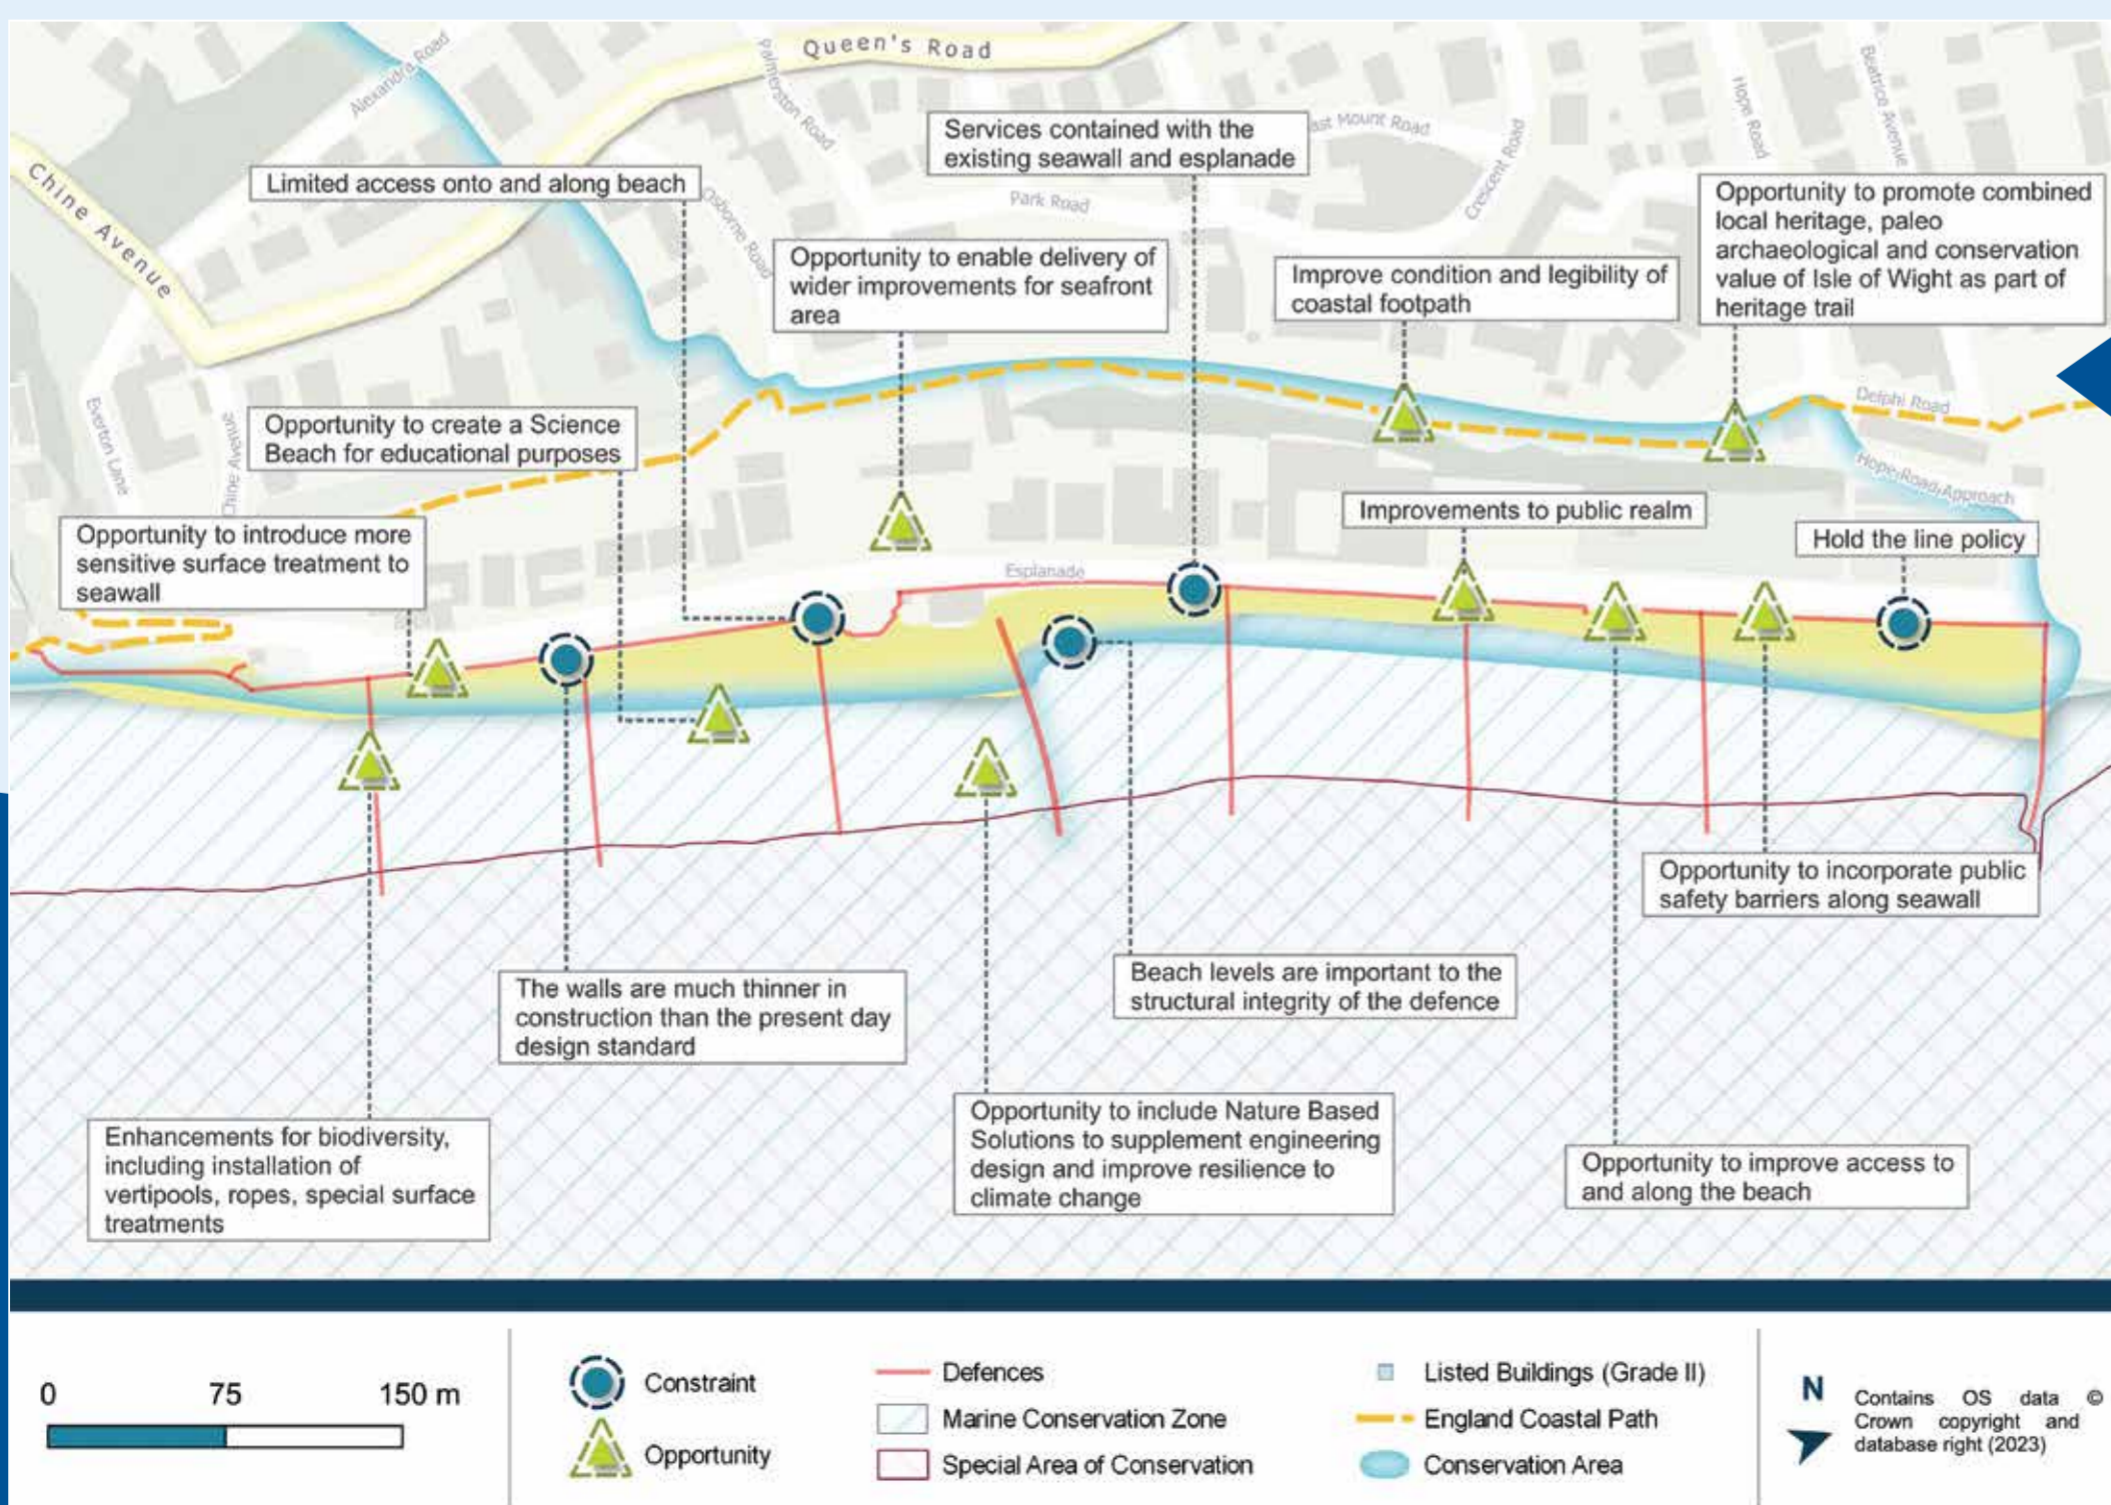 Queen's Road
Alexandra Road
Palmerston Road
Hope Road
Beatrice Avenue
Services contained with the
existing seawall and esplanade
ast Mount Road
Crescent Road
Chine Avenue
Limited access onto and along beach
Osborne Road
Park Road
Opportunity to promote combined
local heritage, paleo
archaeological and conservation
value of Isle of Wight as part of
heritage trail
Opportunity to enable delivery of
wider improvements for seafront
area
Improve condition and legibility of
coastal footpath
Everton Lane
Chine Avenue
Opportunity to create a Science
Beach for educational purposes
Delphi Road
Hope Road Approach
Improvements to public realm
Hold the line policy
Opportunity to introduce more
sensitive surface treatment to
seawall
Esplanade
Opportunity to incorporate public
safety barriers along seawall
The walls are much thinner in
construction than the present day
design standard
Beach levels are important to the
structural integrity of the defence
Enhancements for biodiversity,
including installation of
vertipools, ropes, special surface
treatments
Opportunity to include Nature Based
Solutions to supplement engineering
design and improve resilience to
climate change
Opportunity to improve access to
and along the beach
0 75 150 m
Constraint
Opportunity
Defences
Marine Conservation Zone
Special Area of Conservation
Listed Buildings (Grade II)
England Coastal Path
Conservation Area
N
Contains OS data ©
Crown copyright and
database right (2023)